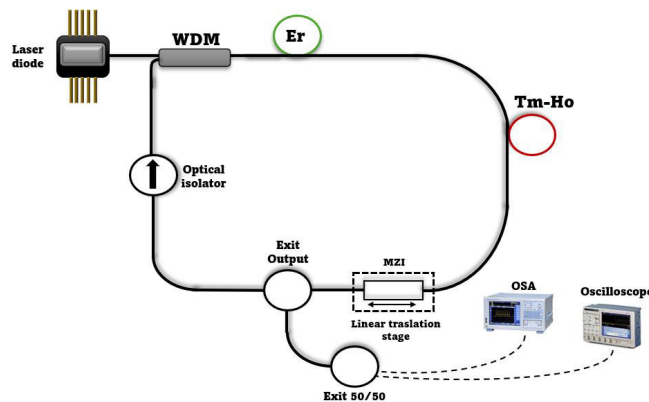 Laser
diode
WDM
Er
Tm-Ho
Optical
isolator
Exit
Output
MZI
Linear traslation
stage
OSA
Oscilloscope
Exit 50/50